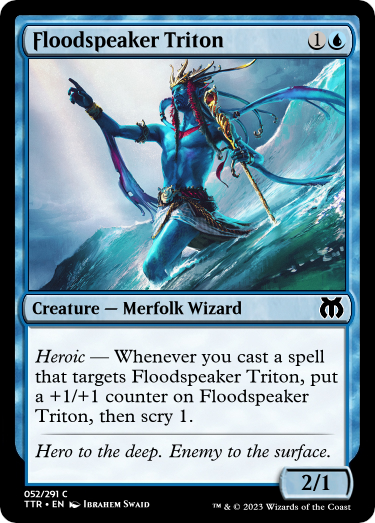 Floodspeaker Triton 1
Creature — Merfolk Wizard
Heroic — Whenever you cast a spell
that targets Floodspeaker Triton, put
a +1/+1 counter on Floodspeaker
Triton, then scry 1.
Hero to the deep. Enemy to the surface.
2/1
052/291 C
TTR • EN Ibrahem Swaid
™ & © 2023 Wizards of the Coast